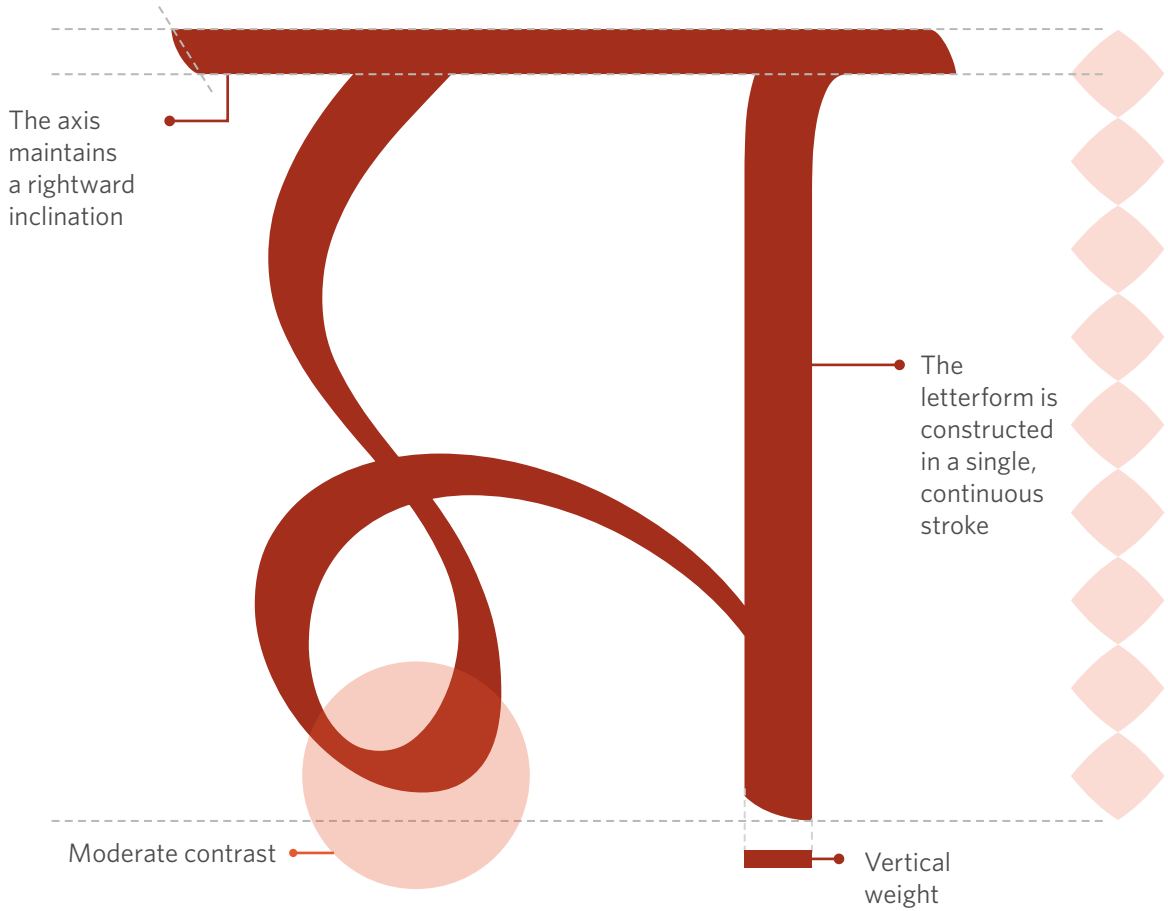 The axis
maintains
a rightward
inclination
The
letterform is
constructed
in a single,
continuous
stroke
Moderate contrast
Vertical
weight